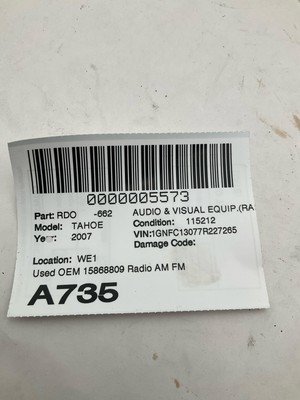 0000005573
Part: RDO -662 AUDIO & VISUAL EQUIP.(RA
Model: TAHOE Condition: 115212
Year: 2007 VIN:1GNFC13077R227265
Damage Code:
Location: WE1
Used OEM 15868809 Radio AM FM
A735